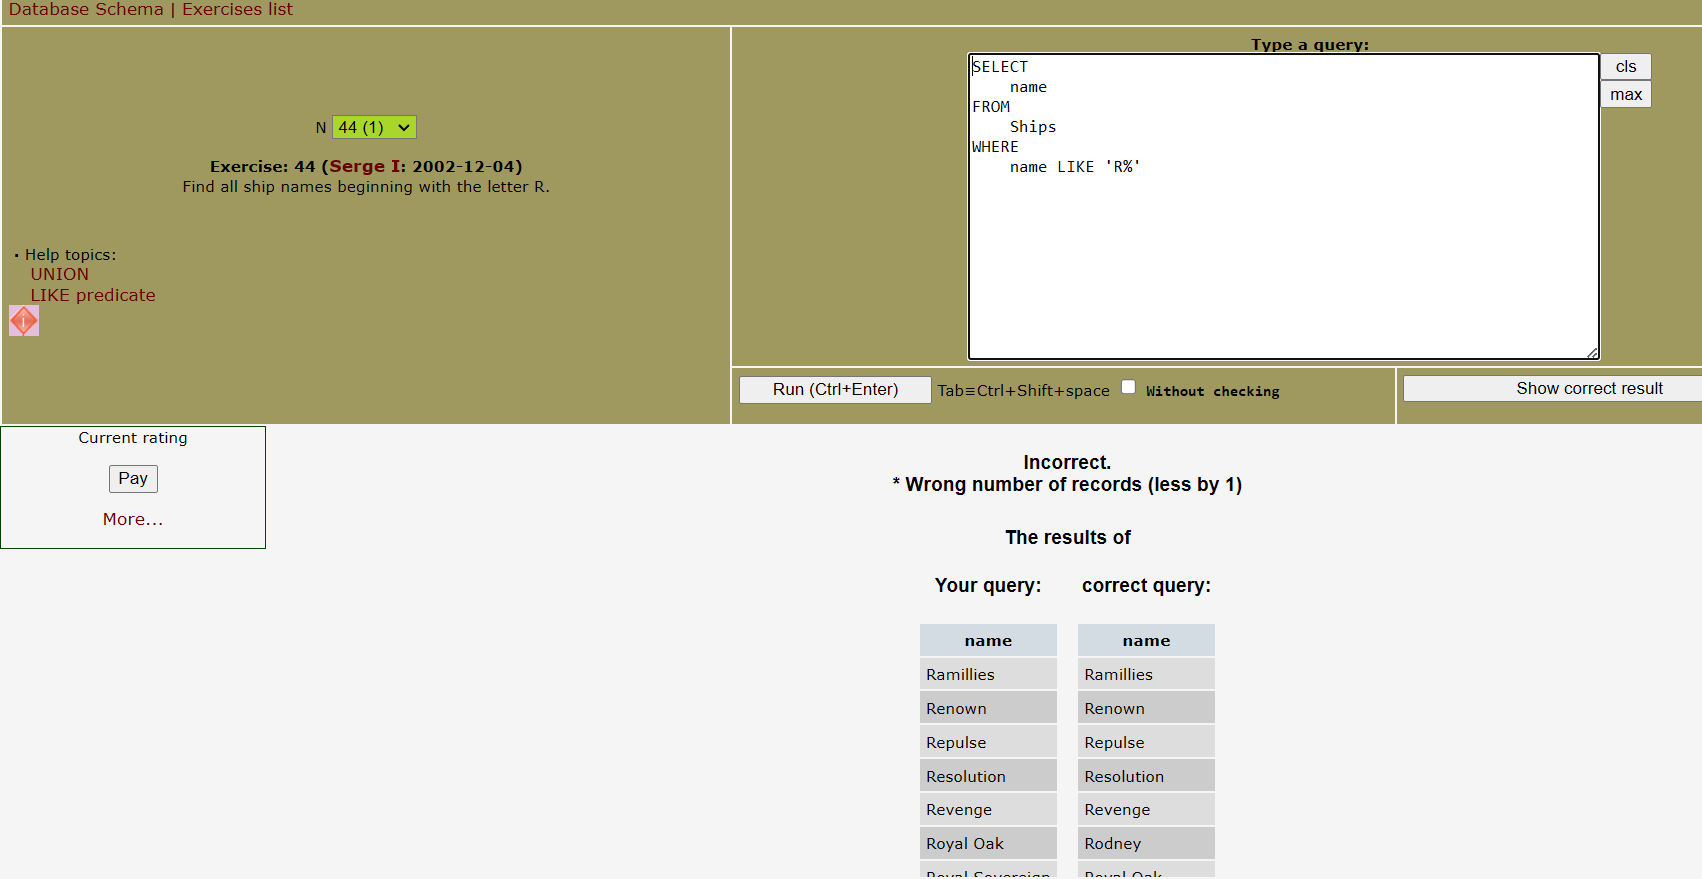 Database Schema | Exercises list
N 44 (1)
Exercise: 44 (Serge I: 2002-12-04)
Find all ship names beginning with the letter R.
· Help topics:
UNION
LIKE predicate
i
Type a query:
SELECT
    name
FROM
    Ships
WHERE
    name LIKE 'R%'
cls
max
Run (Ctrl+Enter) Tab≡Ctrl+Shift+space Without checking
Show correct result
Current rating
Pay
More...
Incorrect.
* Wrong number of records (less by 1)
The results of
Your query: correct query:
name name
Ramillies Ramillies
Renown Renown
Repulse Repulse
Resolution Resolution
Revenge Revenge
Royal Oak Rodney
Royal Sovereign Royal Oak